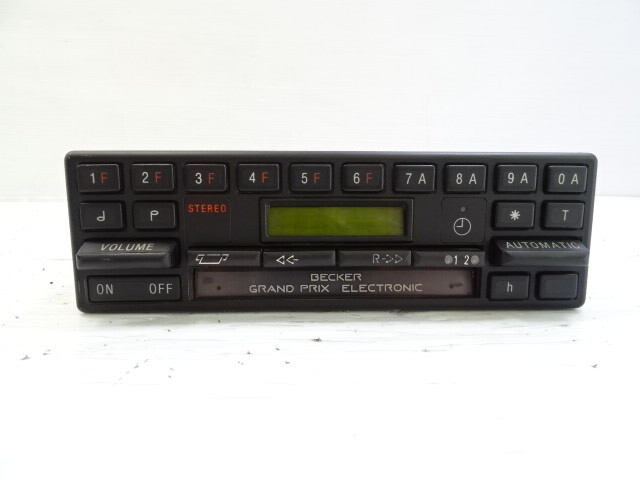 1F 2F 3F 4F 5F 6F 7A 8A 9A 0A
STEREO T
VOLUME AUTOMATIC
R 1 2
BECKER
ON OFF GRAND PRIX ELECTRONIC h